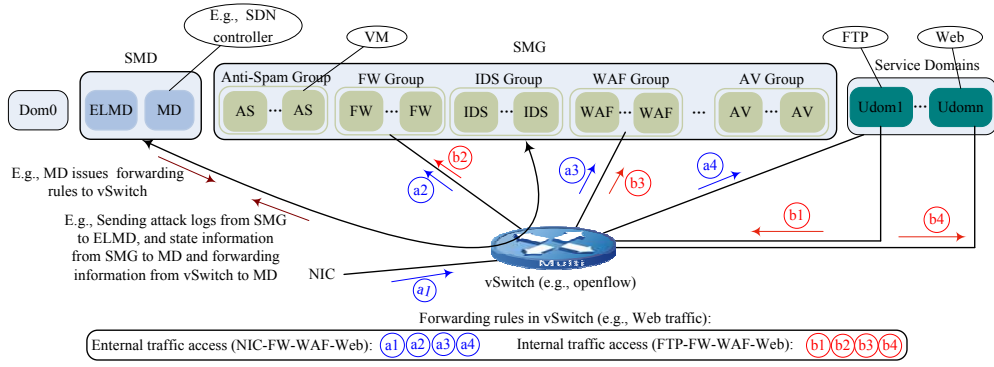 E.g., SDN
controller
VM
FTP
Web
SMD
SMG
Service Domains
Anti-Spam Group
FW Group
IDS Group
WAF Group
AV Group
Dom0
ELMD
MD
AS ··· AS
FW ··· FW
IDS ··· IDS
WAF ··· WAF
···
AV ··· AV
Udom1 ··· Udomn
E.g., MD issues forwarding
rules to vSwitch
b2
a2
a3
b3
a4
b1
b4
E.g., Sending attack logs from SMG
to ELMD, and state information
from SMG to MD and forwarding
information from vSwitch to MD
NIC
a1
Multi
vSwitch (e.g., openflow)
Forwarding rules in vSwitch (e.g., Web traffic):
Enternal traffic access (NIC-FW-WAF-Web): a1 a2 a3 a4
Internal traffic access (FTP-FW-WAF-Web): b1 b2 b3 b4